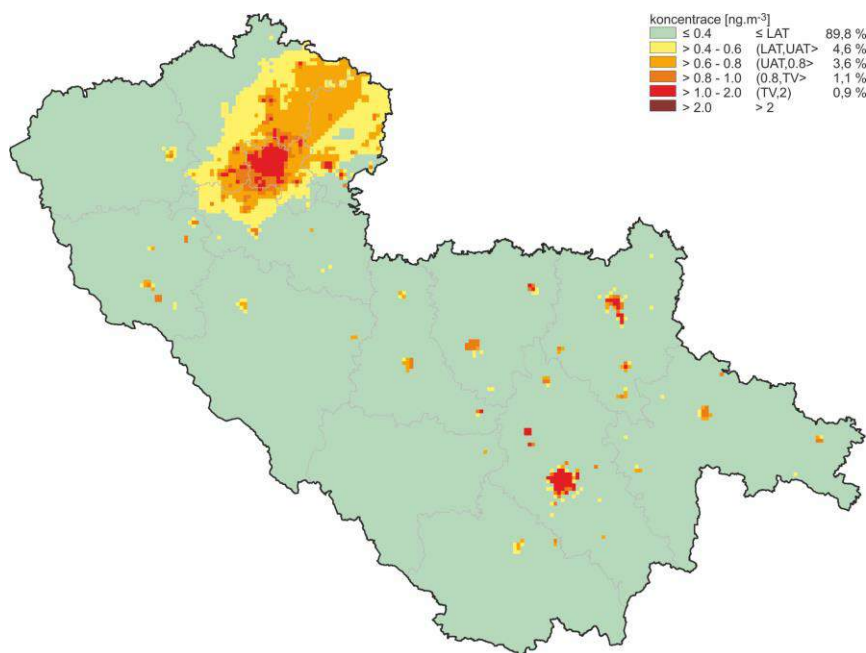 koncentrace [ng.m-3]
≤ 0.4 ≤ LAT 89,8 %
> 0.4 - 0.6 (LAT,UAT> 4,6 %
> 0.6 - 0.8 (UAT,0.8> 3,6 %
> 0.8 - 1.0 (0.8,TV> 1,1 %
> 1.0 - 2.0 (TV,2) 0,9 %
> 2.0 > 2